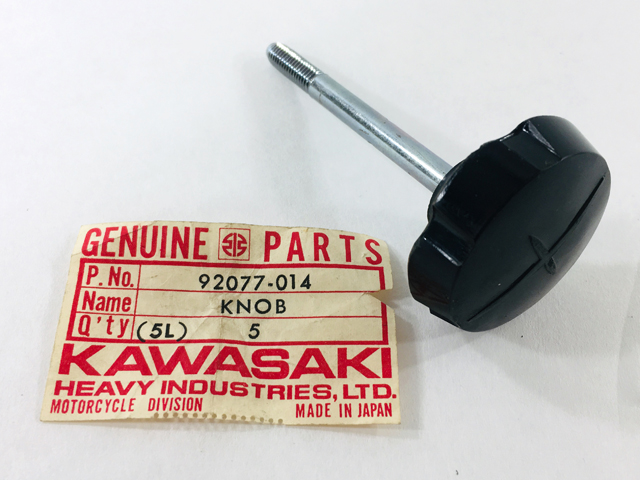 GENUINE PARTS
P. No. 92077-014
Name KNOB
Q'ty (5L) 5
KAWASAKI
HEAVY INDUSTRIES, LTD.
MOTORCYCLE DIVISION MADE IN JAPAN